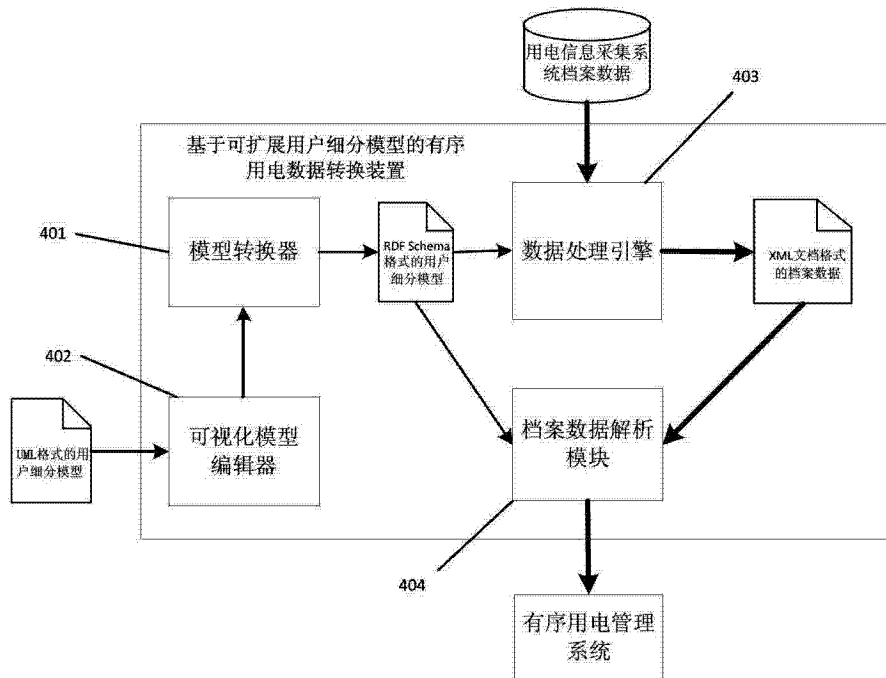 用电信息采集系
统档案数据
403
基于可扩展用户细分模型的有序
用电数据转换装置
401
模型转换器
RDF Schema
格式的用户
细分模型
数据处理引擎
XML文档格式
的档案数据
402
UML格式的用
户细分模型
可视化模型
编辑器
档案数据解析
模块
404
有序用电管理
系统